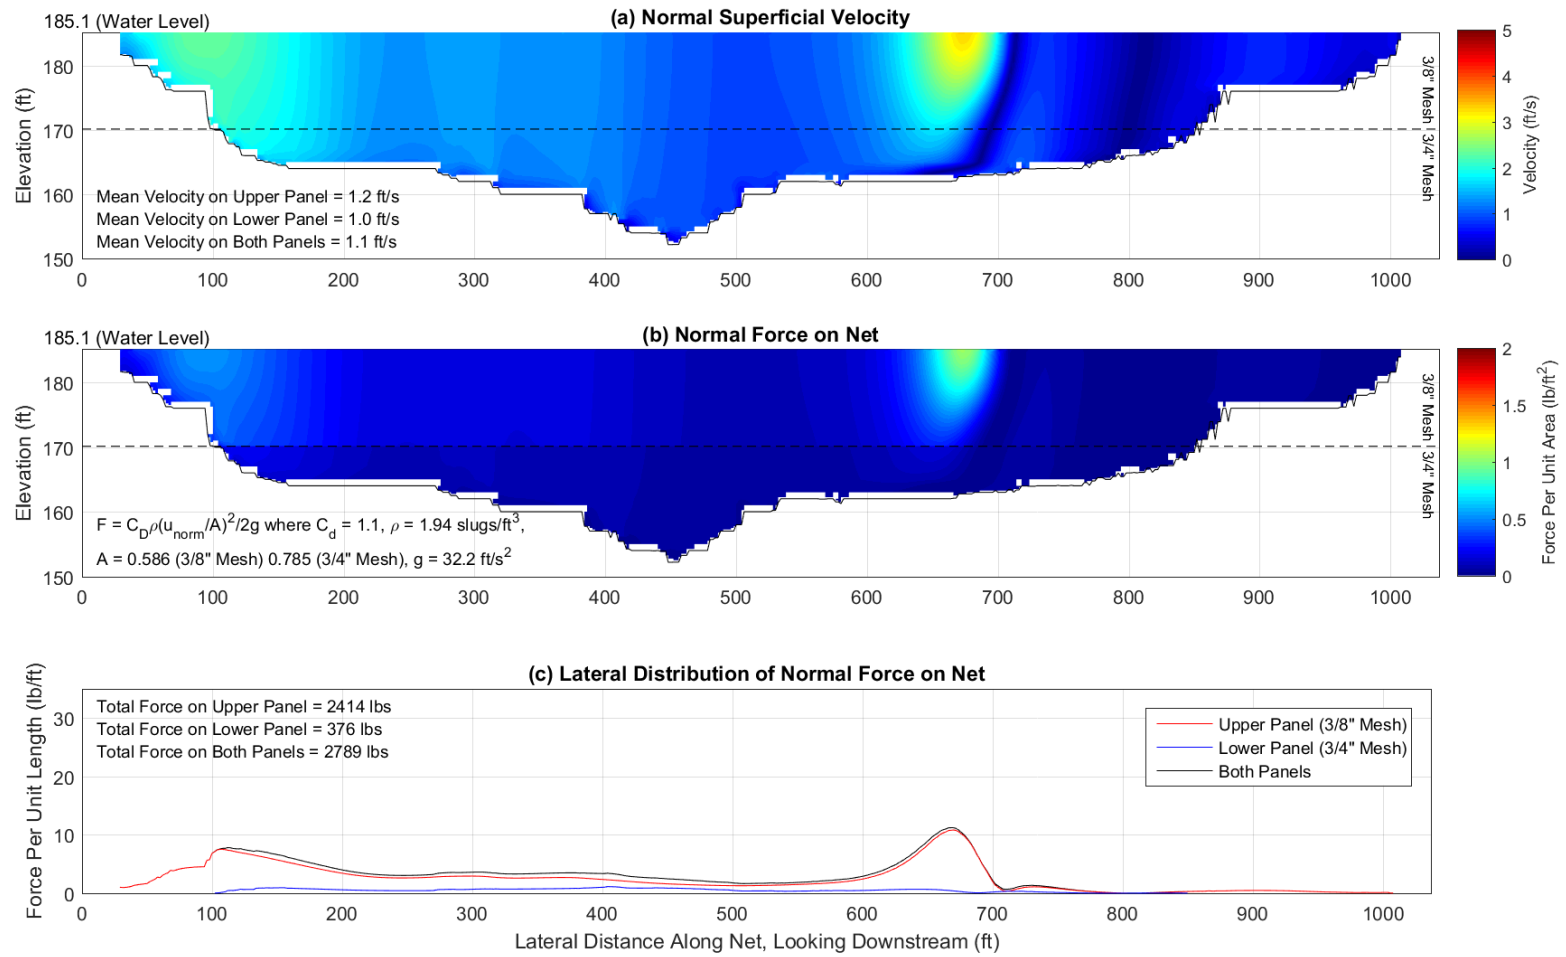 (a) Normal Superficial Velocity
185.1 (Water Level)
Elevation (ft)
180
170
160
150
Mean Velocity on Upper Panel = 1.2 ft/s
Mean Velocity on Lower Panel = 1.0 ft/s
Mean Velocity on Both Panels = 1.1 ft/s
3/8" Mesh
3/4" Mesh
0 100 200 300 400 500 600 700 800 900 1000
5
4
3
2
1
0
Velocity (ft/s)
(b) Normal Force on Net
185.1 (Water Level)
Elevation (ft)
180
170
160
150
F = C_Dρ(u_norm/A)^2/2g where C_d = 1.1, ρ = 1.94 slugs/ft^3,
A = 0.586 (3/8" Mesh) 0.785 (3/4" Mesh), g = 32.2 ft/s^2
3/8" Mesh
3/4" Mesh
0 100 200 300 400 500 600 700 800 900 1000
2
1.5
1
0.5
0
Force Per Unit Area (lb/ft^2)
(c) Lateral Distribution of Normal Force on Net
Force Per Unit Length (lb/ft)
30
20
10
0
Total Force on Upper Panel = 2414 lbs
Total Force on Lower Panel = 376 lbs
Total Force on Both Panels = 2789 lbs
Upper Panel (3/8" Mesh)
Lower Panel (3/4" Mesh)
Both Panels
0 100 200 300 400 500 600 700 800 900 1000
Lateral Distance Along Net, Looking Downstream (ft)